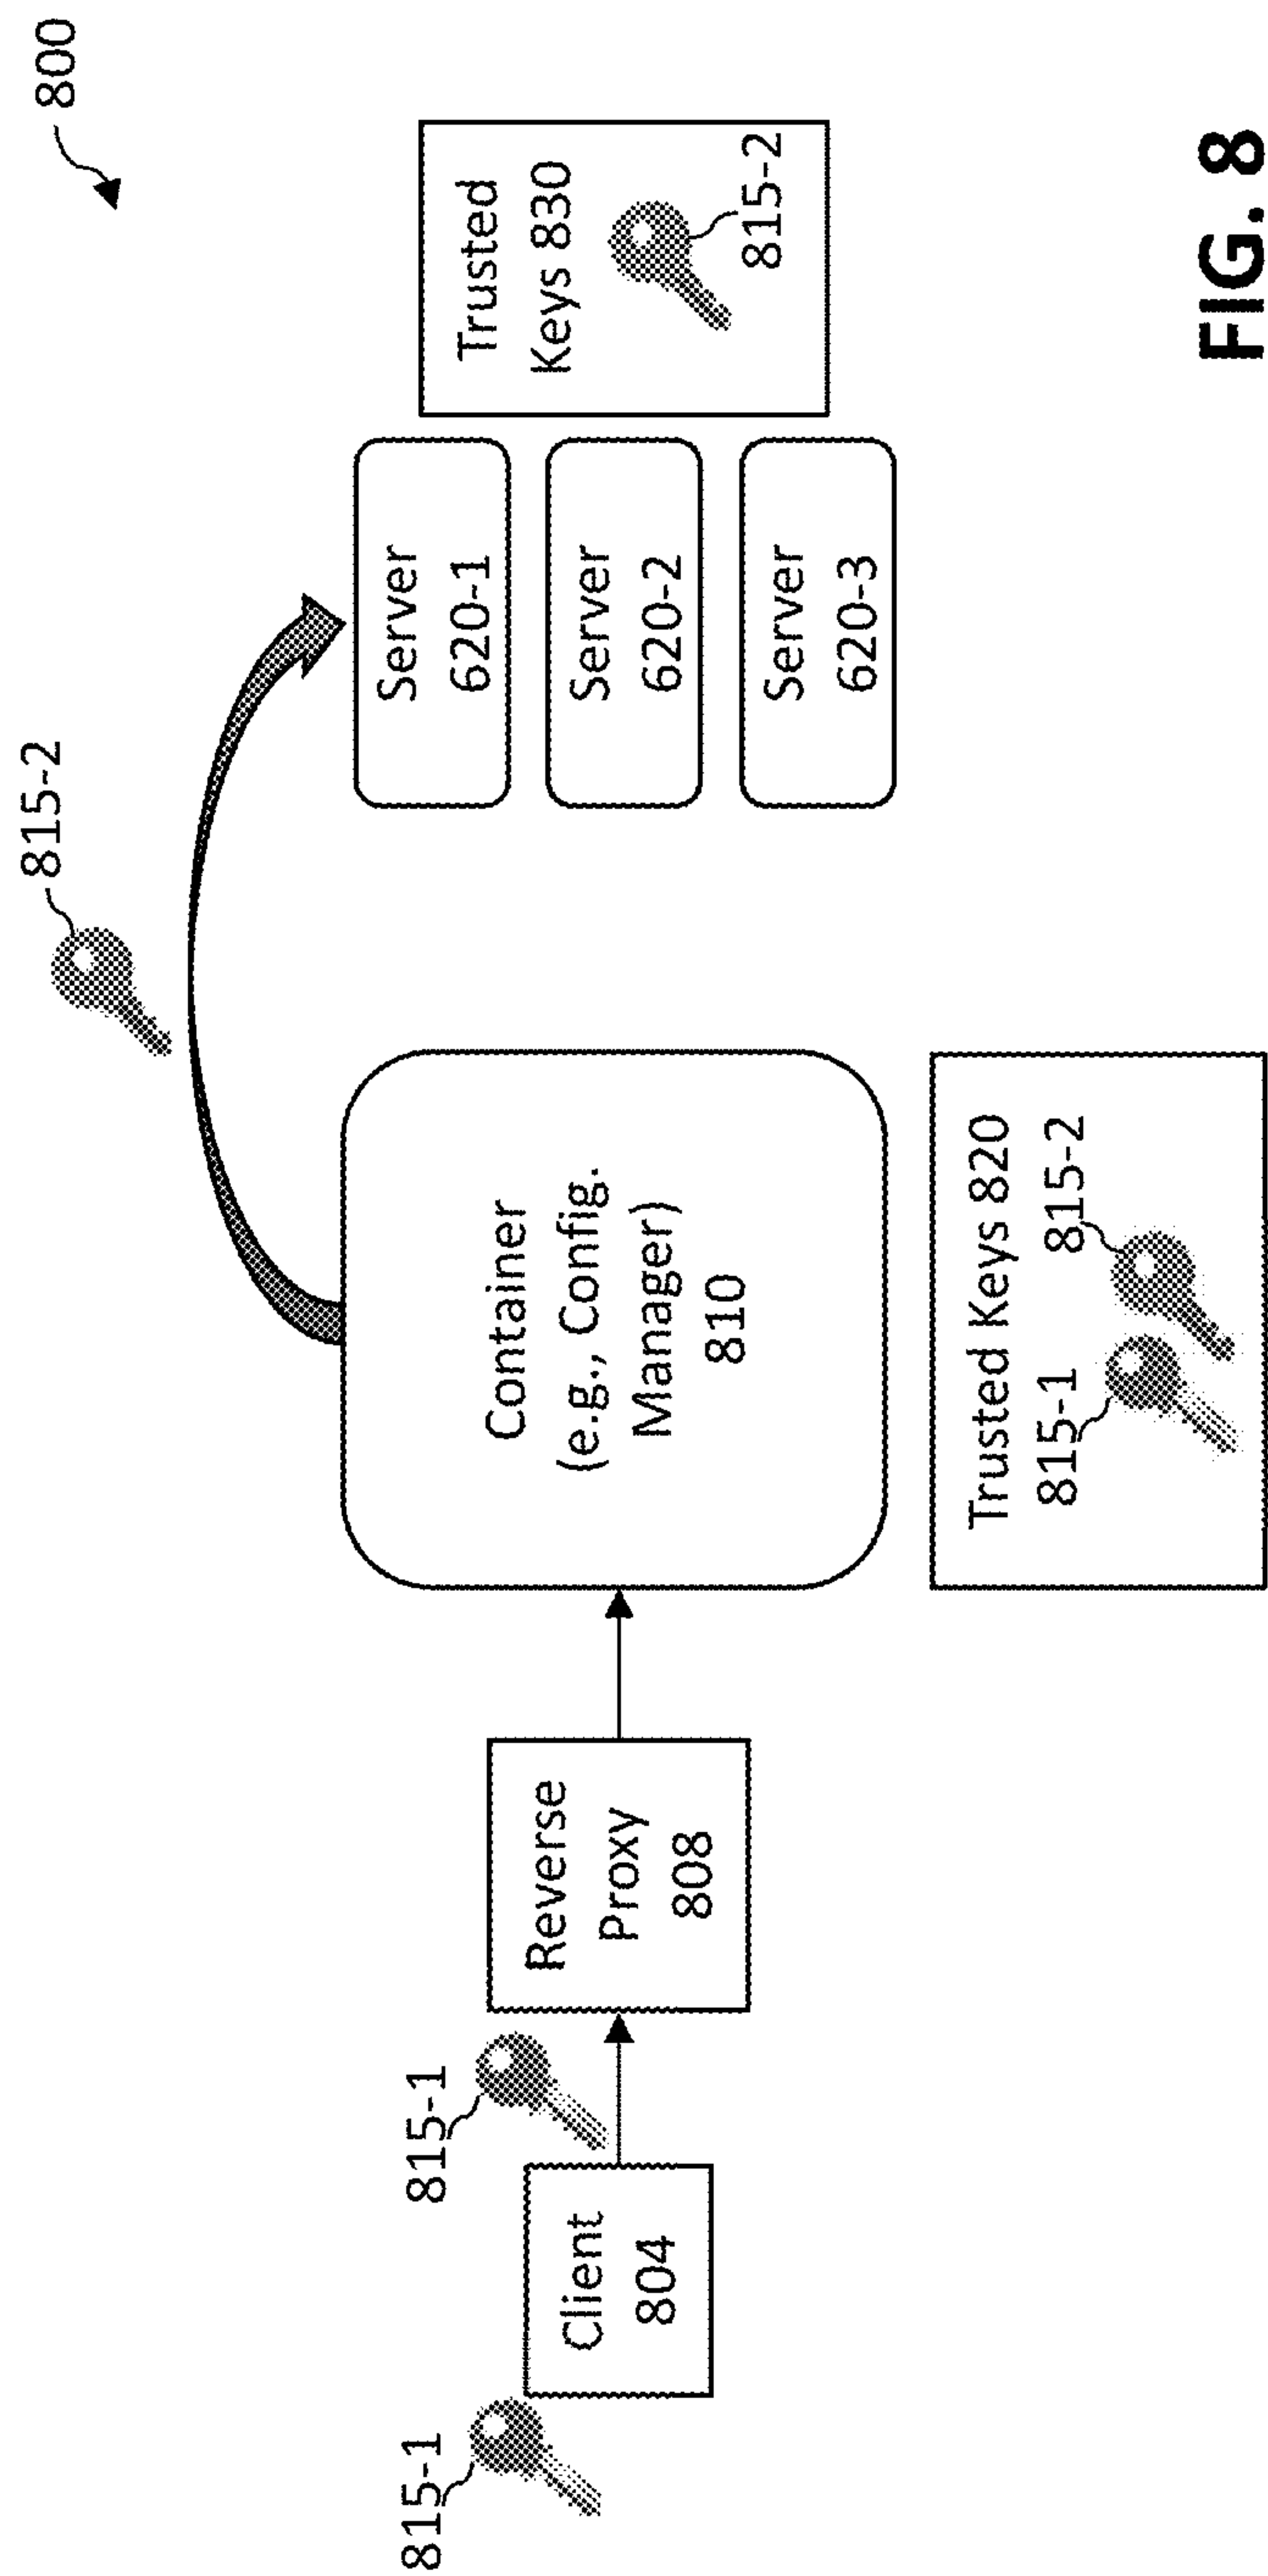 800
815-2
815-1
815-1
Client
804
Reverse
Proxy
808
Container
(e.g., Config.
Manager)
810
Server
620-1
Server
620-2
Server
620-3
Trusted
Keys 830
815-2
Trusted Keys 820
815-1
815-2
FIG. 8